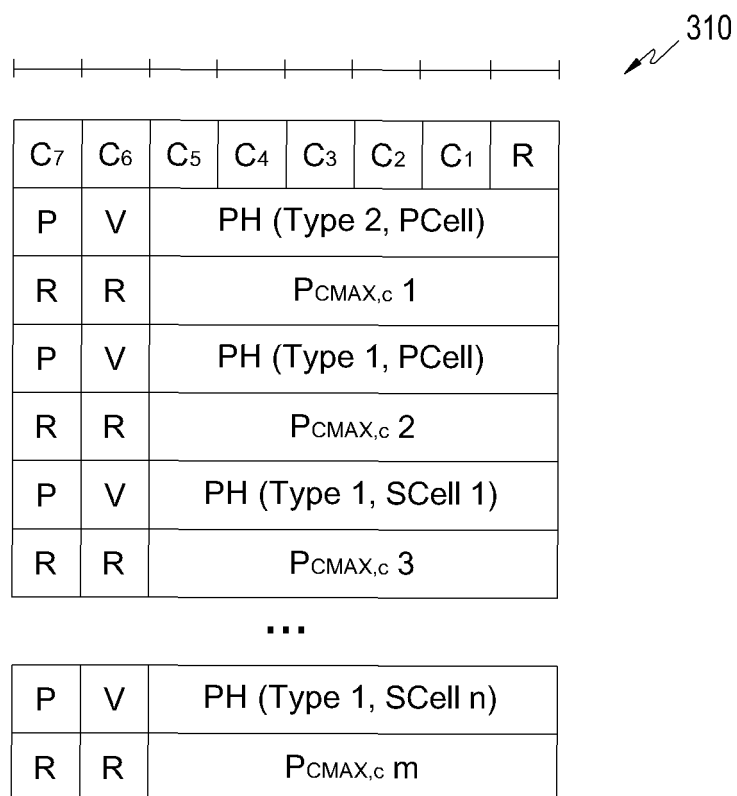 310
C7 C6 C5 C4 C3 C2 C1 R
P V PH (Type 2, PCell)
R R PCMAX,c 1
P V PH (Type 1, PCell)
R R PCMAX,c 2
P V PH (Type 1, SCell 1)
R R PCMAX,c 3
...
P V PH (Type 1, SCell n)
R R PCMAX,c m